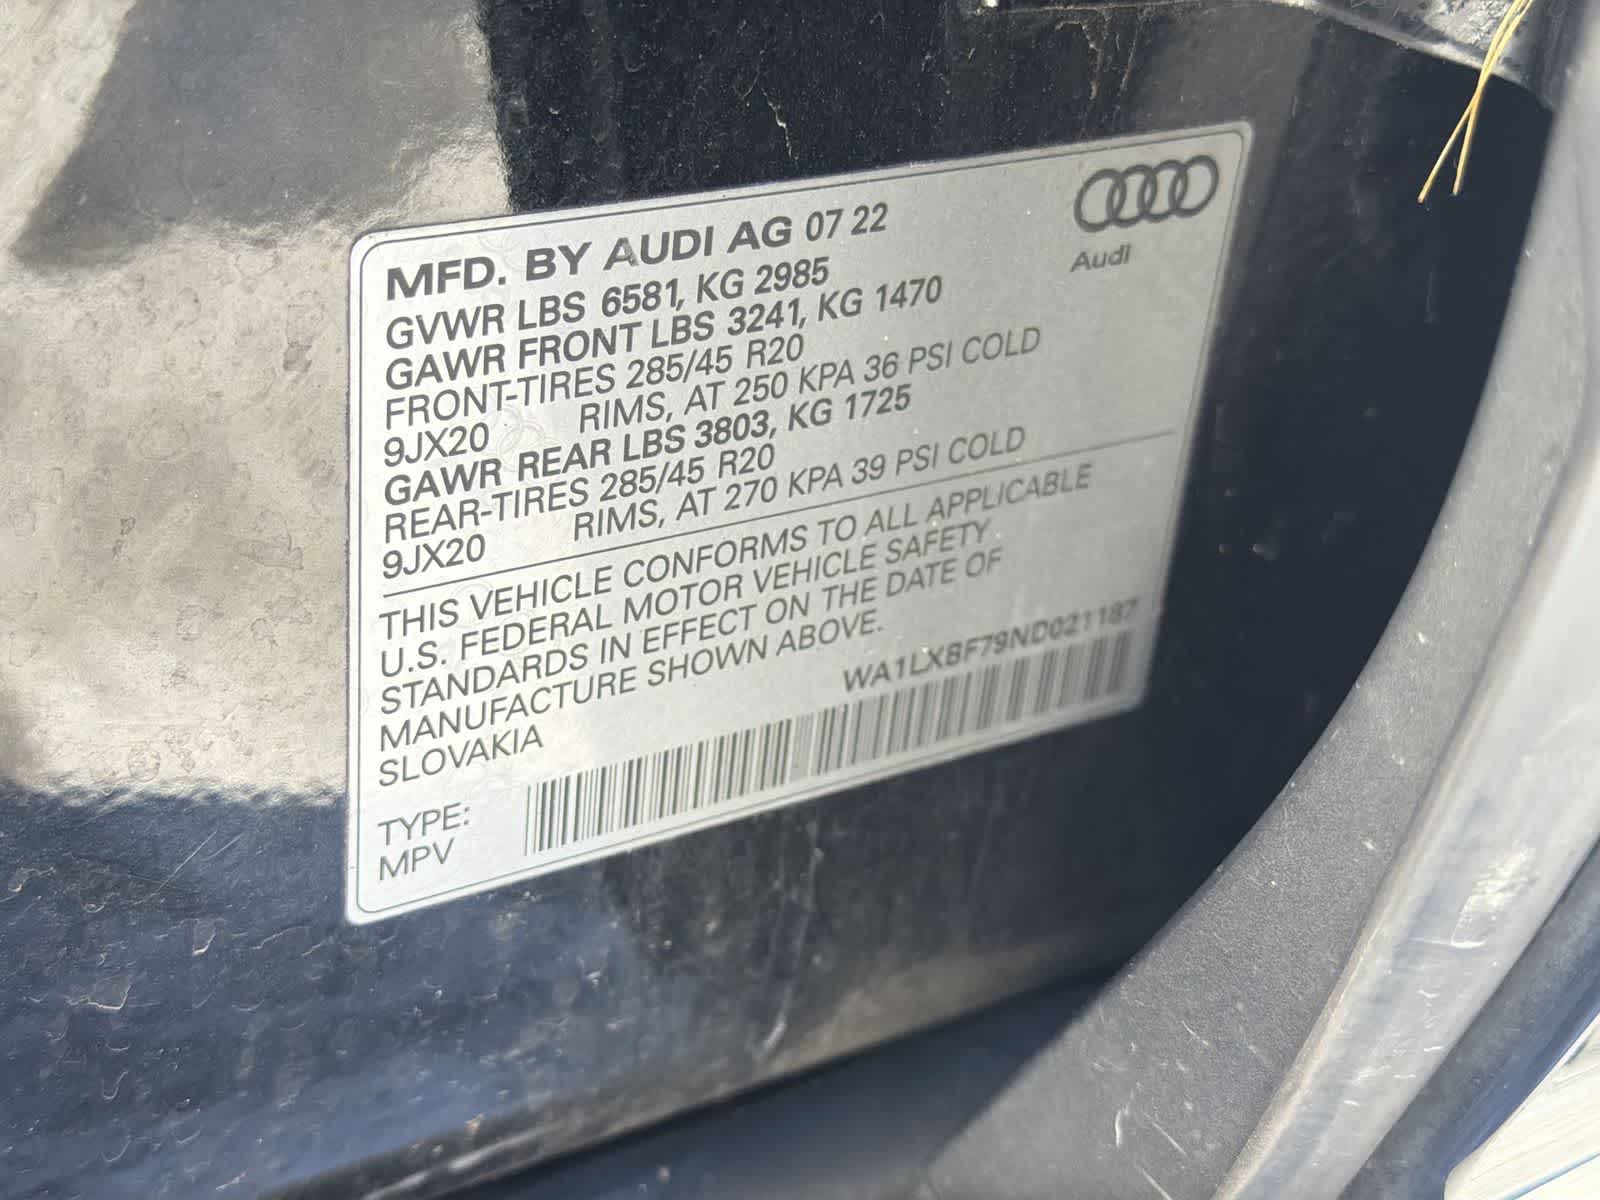 MFD. BY AUDI AG 07 22
GVWR LBS 6581, KG 2985
GAWR FRONT LBS 3241, KG 1470
FRONT-TIRES 285/45 R20
9JX20 RIMS, AT 250 KPA 36 PSI COLD
GAWR REAR LBS 3803, KG 1725
REAR-TIRES 285/45 R20
9JX20 RIMS, AT 270 KPA 39 PSI COLD
THIS VEHICLE CONFORMS TO ALL APPLICABLE
U.S. FEDERAL MOTOR VEHICLE SAFETY
STANDARDS IN EFFECT ON THE DATE OF
MANUFACTURE SHOWN ABOVE.
SLOVAKIA
WA1LXBF79ND021187
TYPE:
MPV
Audi